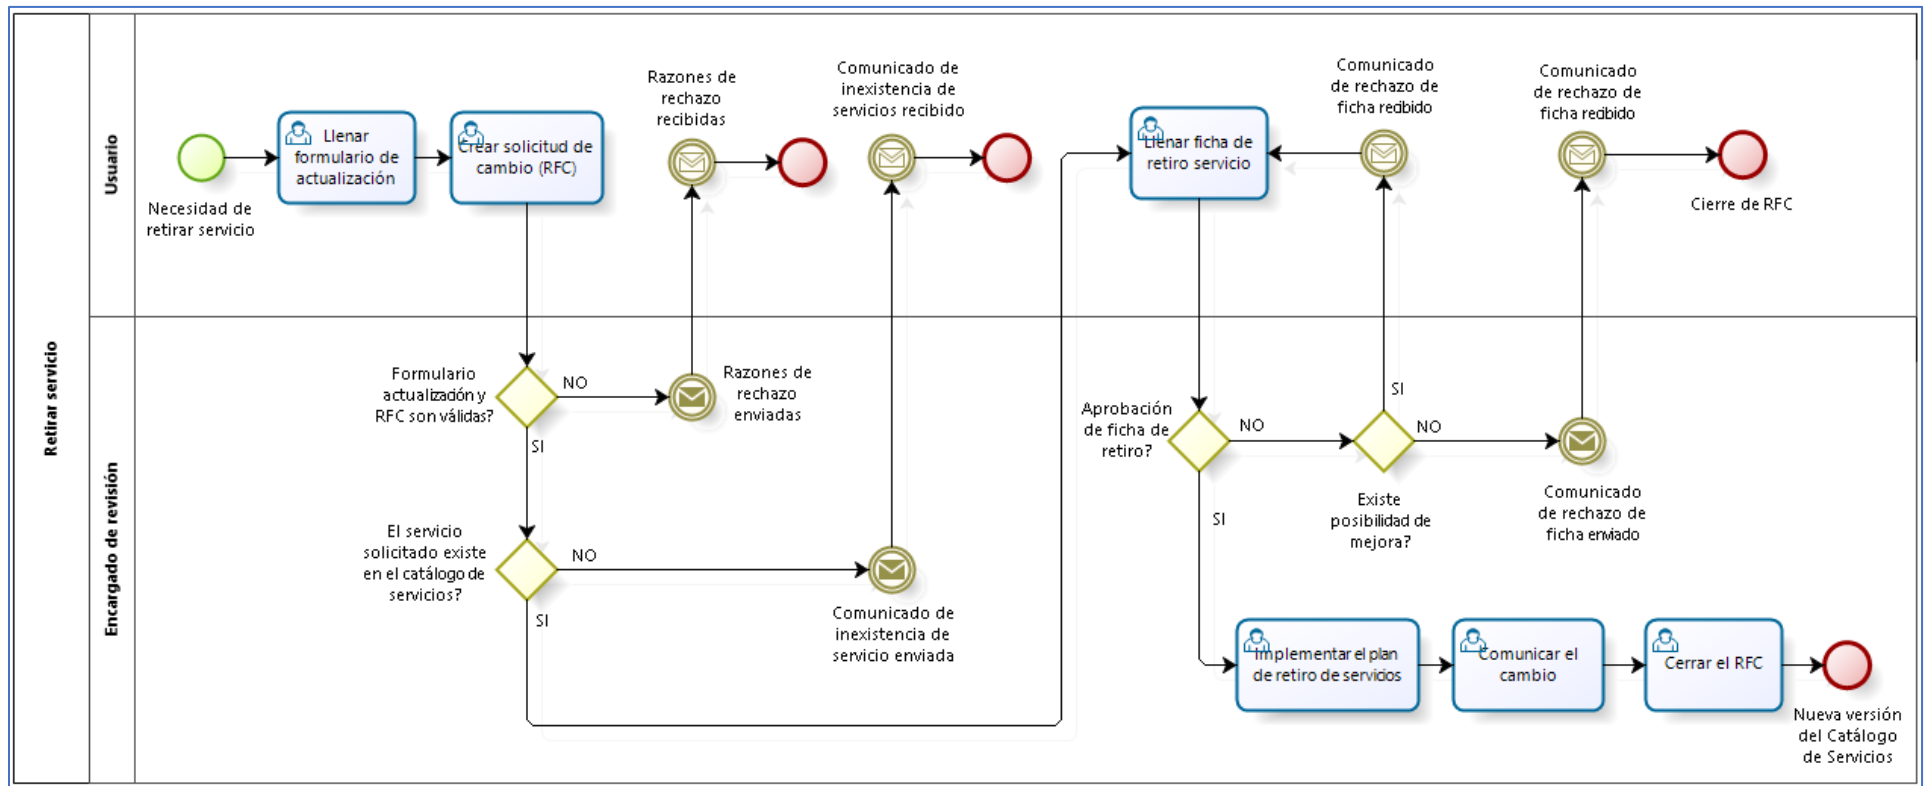 Retirar servicio
Usuario
Necesidad de
retirar servicio
Llenar
formulario de
actualización
Crear solicitud de
cambio (RFC)
Razones de
rechazo
recibidas
Comunicado de
inexistencia de
servicios recibido
Llenar ficha de
retiro servicio
Comunicado
de rechazo de
ficha recibido
Comunicado
de rechazo de
ficha recibido
Cierre de RFC
Encargado de revisión
Formulario
actualización y
RFC son válidas?
NO
SI
Razones de
rechazo
enviadas
El servicio
solicitado existe
en el catálogo de
servicios?
NO
SI
Comunicado de
inexistencia de
servicio enviada
Aprobación
de ficha de
retiro?
NO
SI
SI
NO
Existe
posibilidad de
mejora?
Comunicado
de rechazo de
ficha enviado
Implementar el plan
de retiro de servicios
Comunicar el
cambio
Cerrar el RFC
Nueva versión
del Catálogo
de Servicios